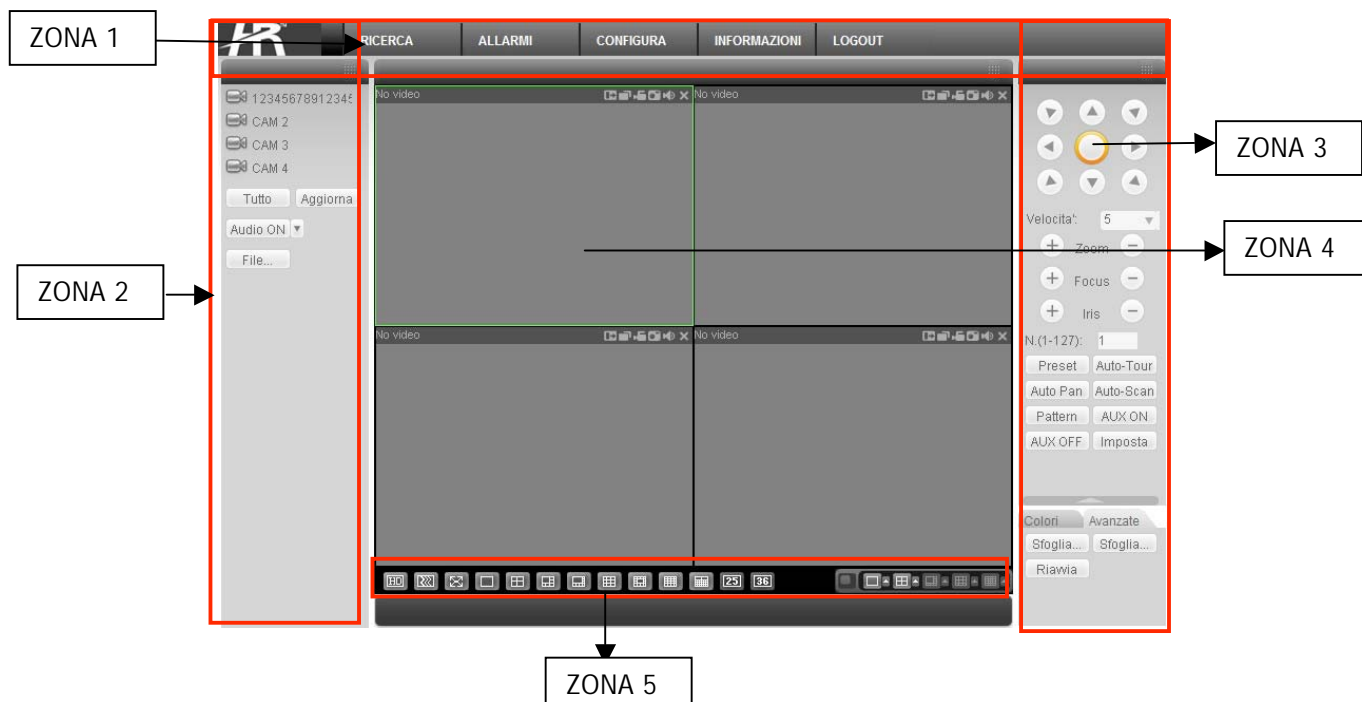 ZONA 1
HR
RICERCA ALLARMI CONFIGURA INFORMAZIONI LOGOUT
ZONA 2
12345678912345
CAM 2
CAM 3
CAM 4
Tutto Aggiorna
Audio ON
File...
No video No video
No video No video
ZONA 4
ZONA 3
Velocita': 5
Zoom
Focus
Iris
N.(1-127): 1
Preset Auto-Tour
Auto Pan Auto-Scan
Pattern AUX ON
AUX OFF Imposta
Colori Avanzate
Sfoglia... Sfoglia...
Riavvia
HD 25 36
ZONA 5